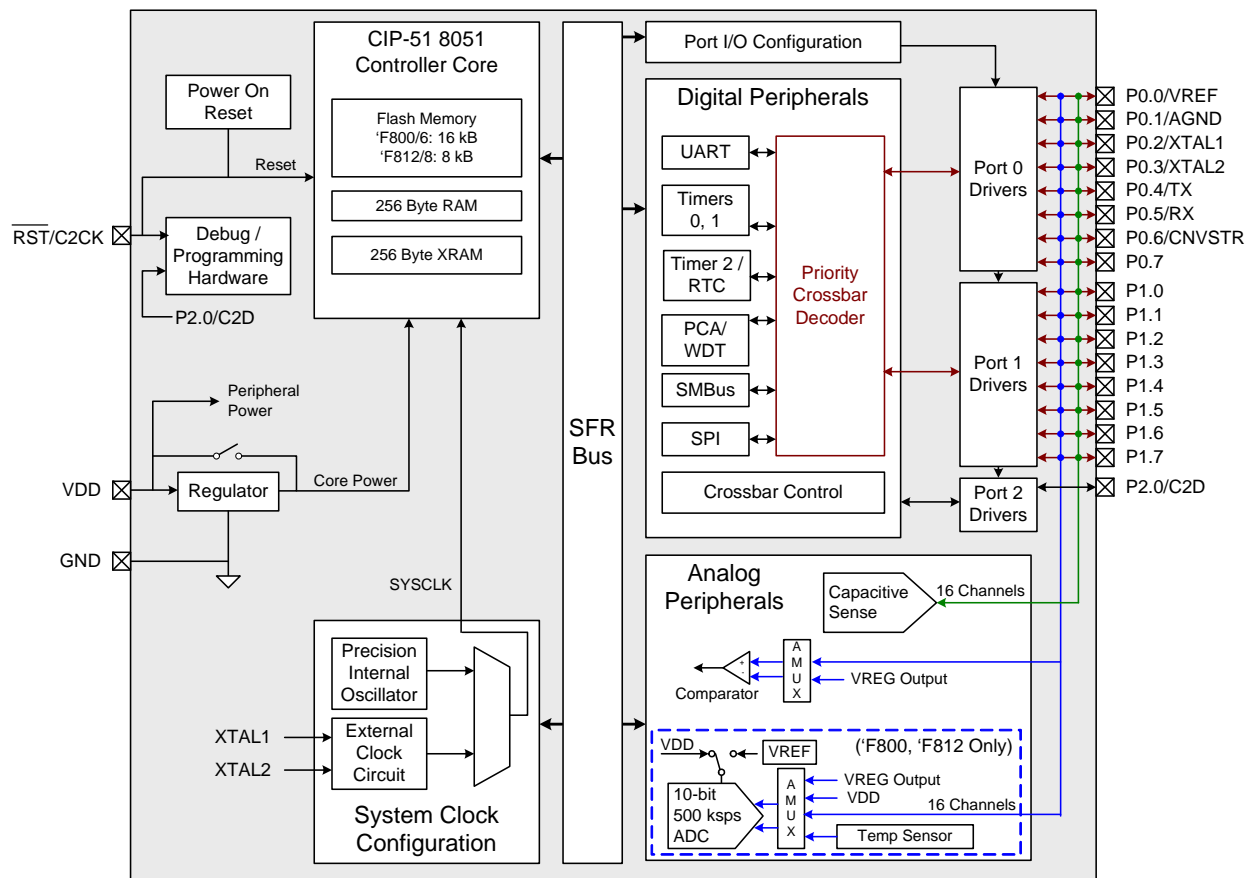 CIP-51 8051
Controller Core
Flash Memory
‘F800/6: 16 kB
‘F812/8: 8 kB
256 Byte RAM
256 Byte XRAM
Power On
Reset
Reset
RST/C2CK
Debug /
Programming
Hardware
P2.0/C2D
Peripheral
Power
VDD
Regulator
Core Power
GND
SYSCLK
Precision
Internal
Oscillator
XTAL1
XTAL2
External
Clock
Circuit
System Clock
Configuration
SFR
Bus
Port I/O Configuration
Digital Peripherals
UART
Timers
0, 1
Timer 2 /
RTC
PCA/
WDT
SMBus
SPI
Priority
Crossbar
Decoder
Crossbar Control
Port 0
Drivers
Port 1
Drivers
Port 2
Drivers
P0.0/VREF
P0.1/AGND
P0.2/XTAL1
P0.3/XTAL2
P0.4/TX
P0.5/RX
P0.6/CNVSTR
P0.7
P1.0
P1.1
P1.2
P1.3
P1.4
P1.5
P1.6
P1.7
P2.0/C2D
Analog
Peripherals
Capacitive
Sense
16 Channels
Comparator
+
-
AMUX
VREG Output
(‘F800, ‘F812 Only)
VDD
VREF
10-bit
500 ksps
ADC
AMUX
VREG Output
VDD
16 Channels
Temp Sensor